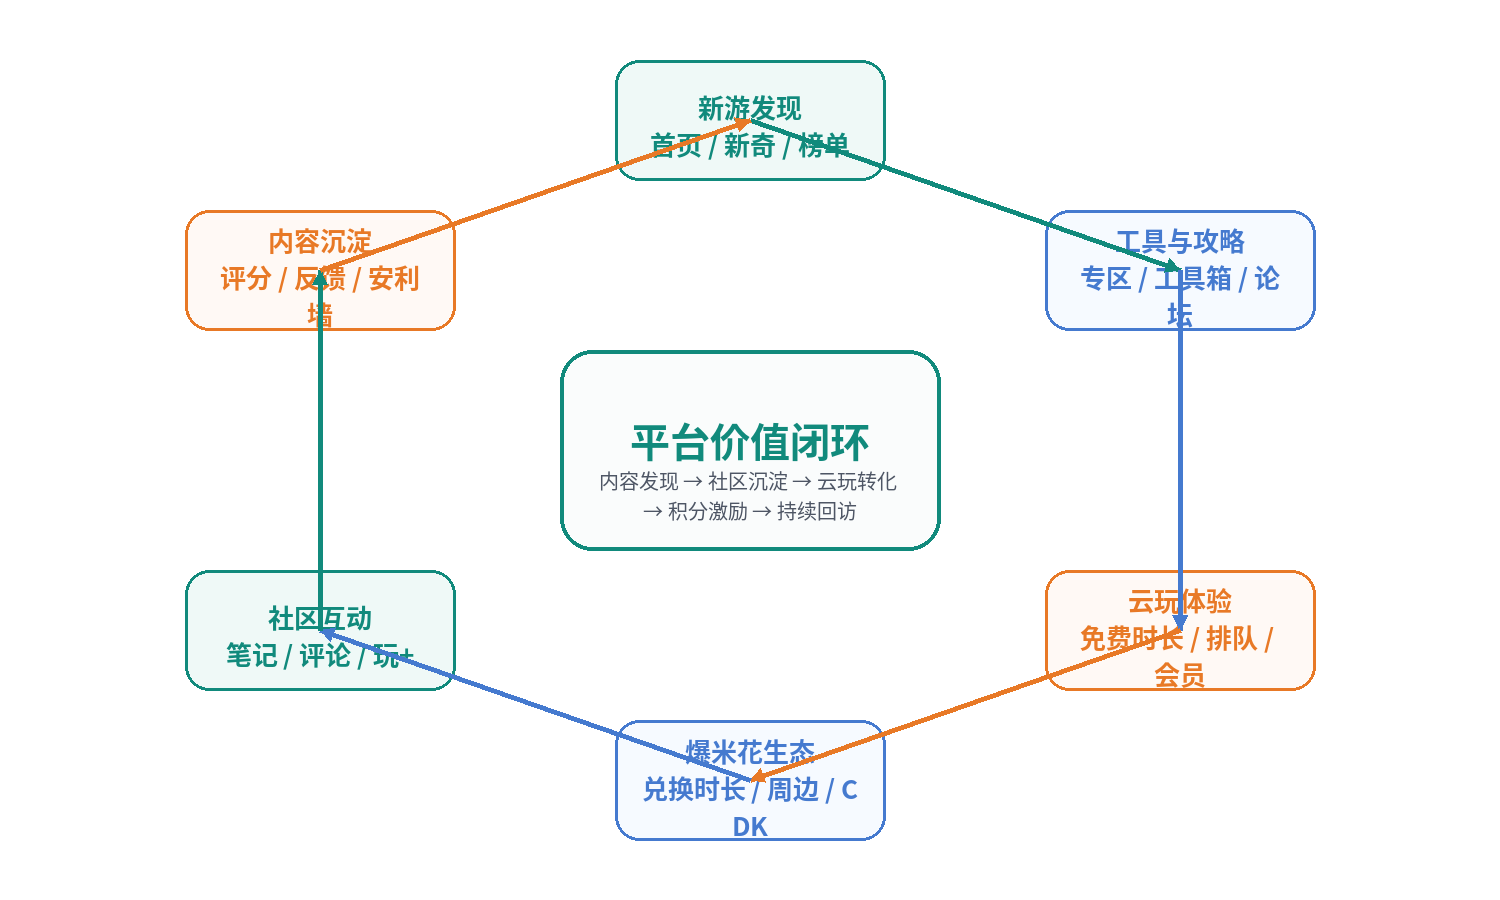 新游发现
首页 / 新奇 / 榜单
内容沉淀
评分 / 反馈 / 安利
墙
工具与攻略
专区 / 工具箱 / 论
坛
平台价值闭环
内容发现 → 社区沉淀 → 云玩转化
→ 积分激励 → 持续回访
社区互动
笔记 / 评论 / 玩+
云玩体验
免费时长 / 排队 /
会员
爆米花生态
兑换时长 / 周边 / C
DK